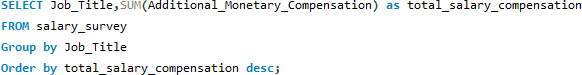 SELECT Job_Title,SUM(Additional_Monetary_Compensation) as total_salary_compensation
FROM salary_survey
Group by Job_Title
Order by total_salary_compensation desc;